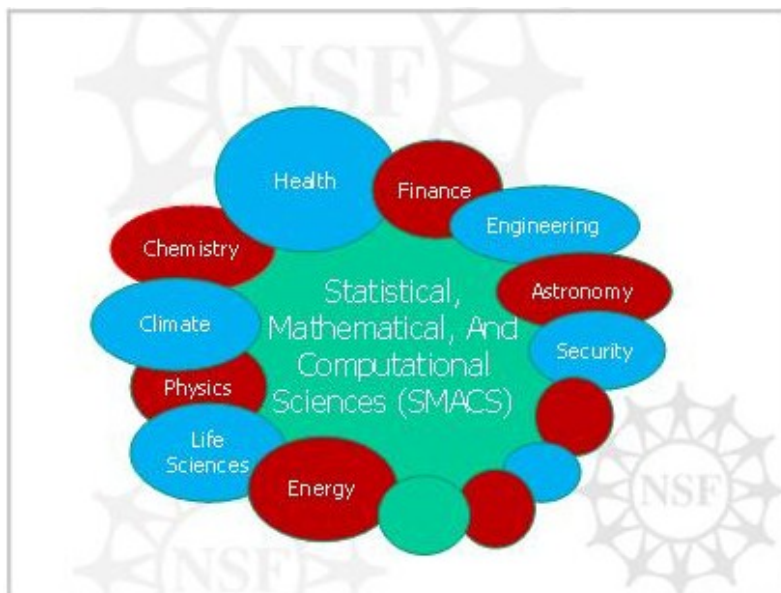 NSF
Health
Finance
Engineering
Chemistry
Astronomy
Statistical,
Mathematical, And
Computational
Sciences (SMACS)
Climate
Security
Physics
Life
Sciences
Energy
NSF
NSF